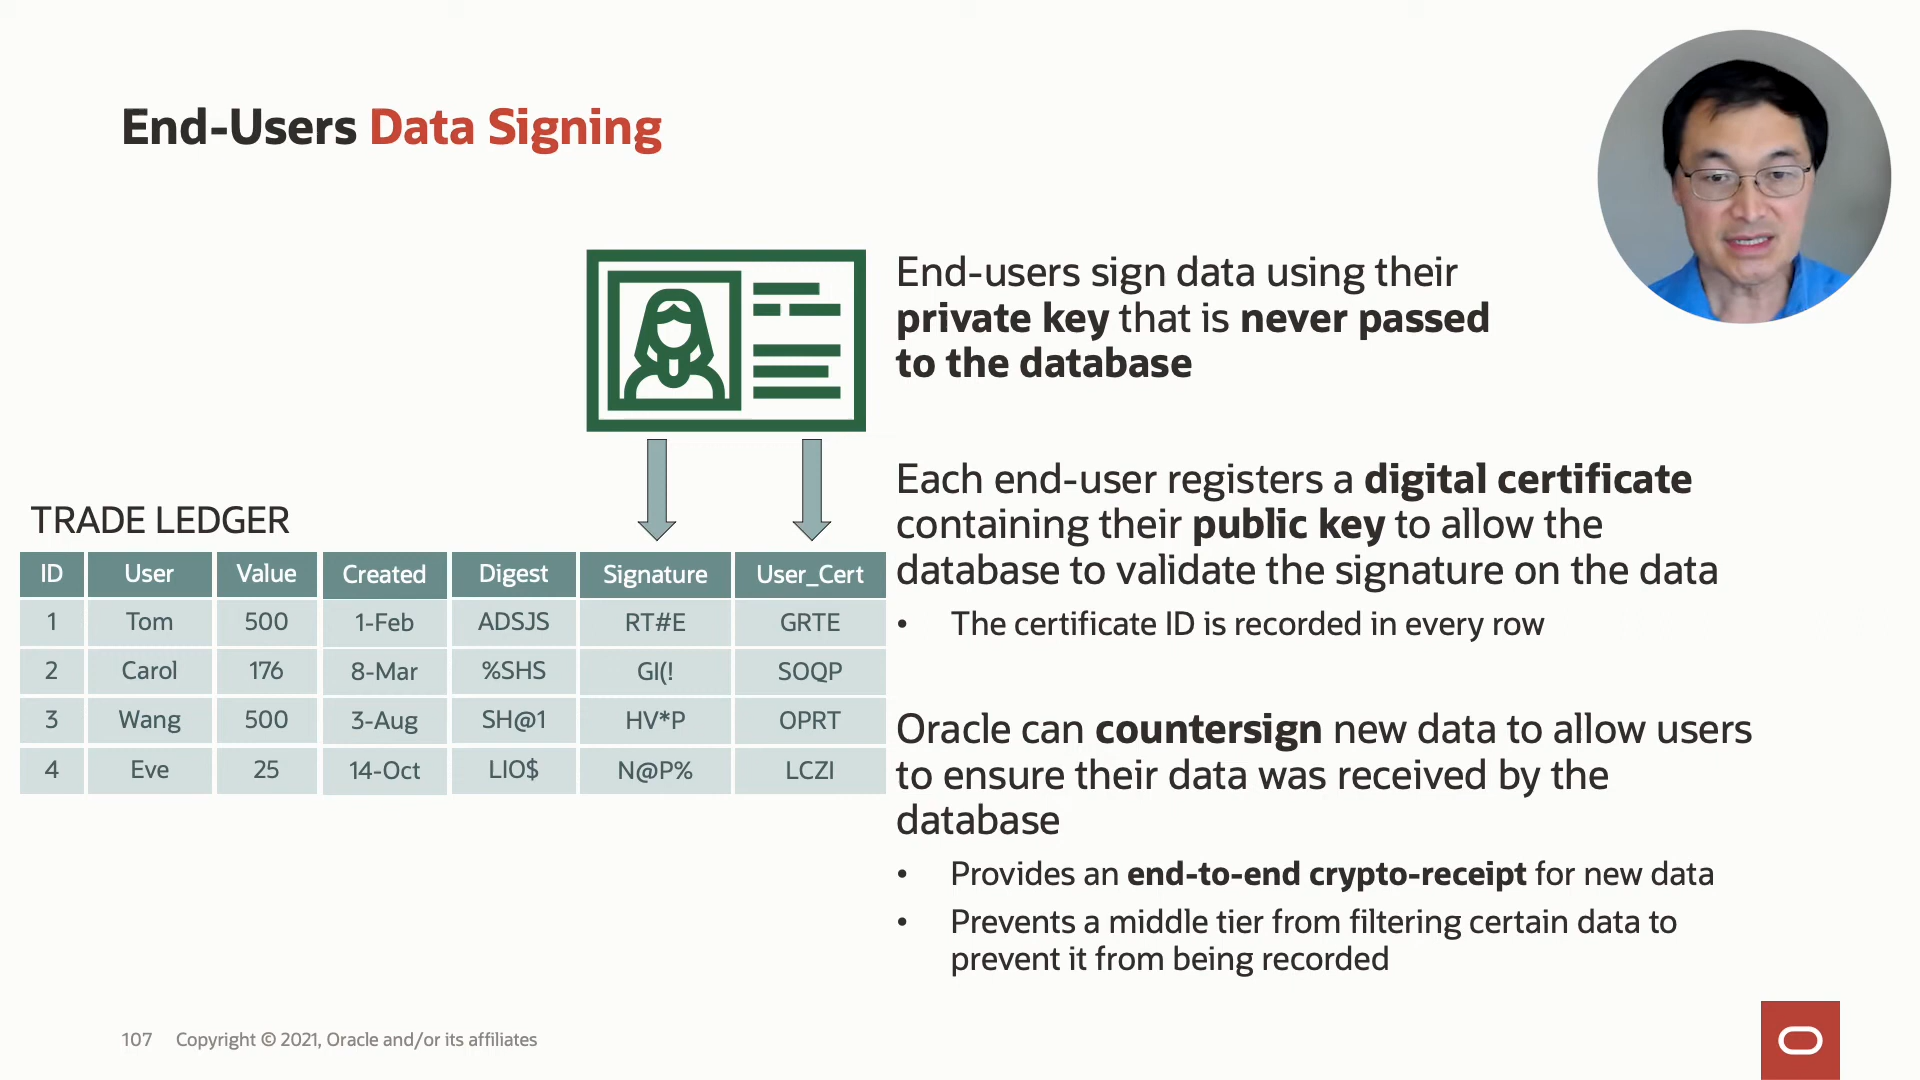 End-Users Data Signing
End-users sign data using their
private key that is never passed
to the database
Each end-user registers a digital certificate
containing their public key to allow the
database to validate the signature on the data
• The certificate ID is recorded in every row
TRADE LEDGER
ID User Value Created Digest Signature User_Cert
1 Tom 500 1-Feb ADSJS RT#E GRTE
2 Carol 176 8-Mar %SHS GI(! SOQP
3 Wang 500 3-Aug SH@1 HV*P OPRT
4 Eve 25 14-Oct LIO$ N@P% LCZI
Oracle can countersign new data to allow users
to ensure their data was received by the
database
• Provides an end-to-end crypto-receipt for new data
• Prevents a middle tier from filtering certain data to
prevent it from being recorded
107 Copyright © 2021, Oracle and/or its affiliates